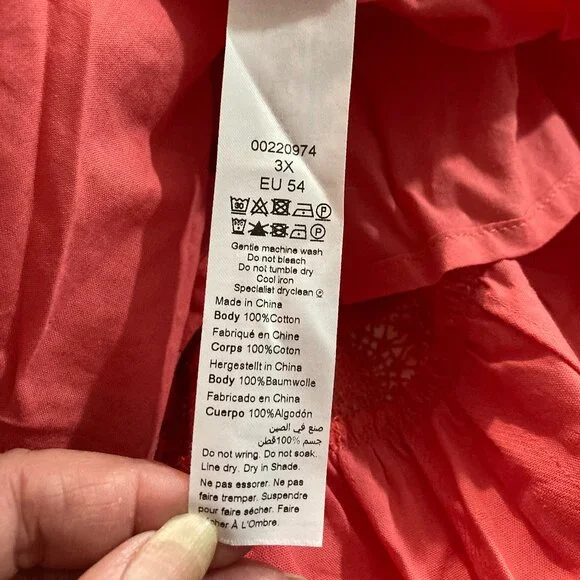 00220974
3X
EU 54
Gentle machine wash
Do not bleach
Do not tumble dry
Cool iron
Specialist dryclean Ⓟ
Made in China
Body 100%Cotton
Fabriqué en Chine
Corps 100%Coton
Hergestellt in China
Body 100%Baumwolle
Fabricado en China
Cuerpo 100%Algodón
صنع في الصين
جسم 100%قطن
Do not wring. Do not soak.
Line dry. Dry in Shade.
Ne pas essorer. Ne pas
faire tremper. Suspendre
pour faire sécher. Faire
À L'Ombre.